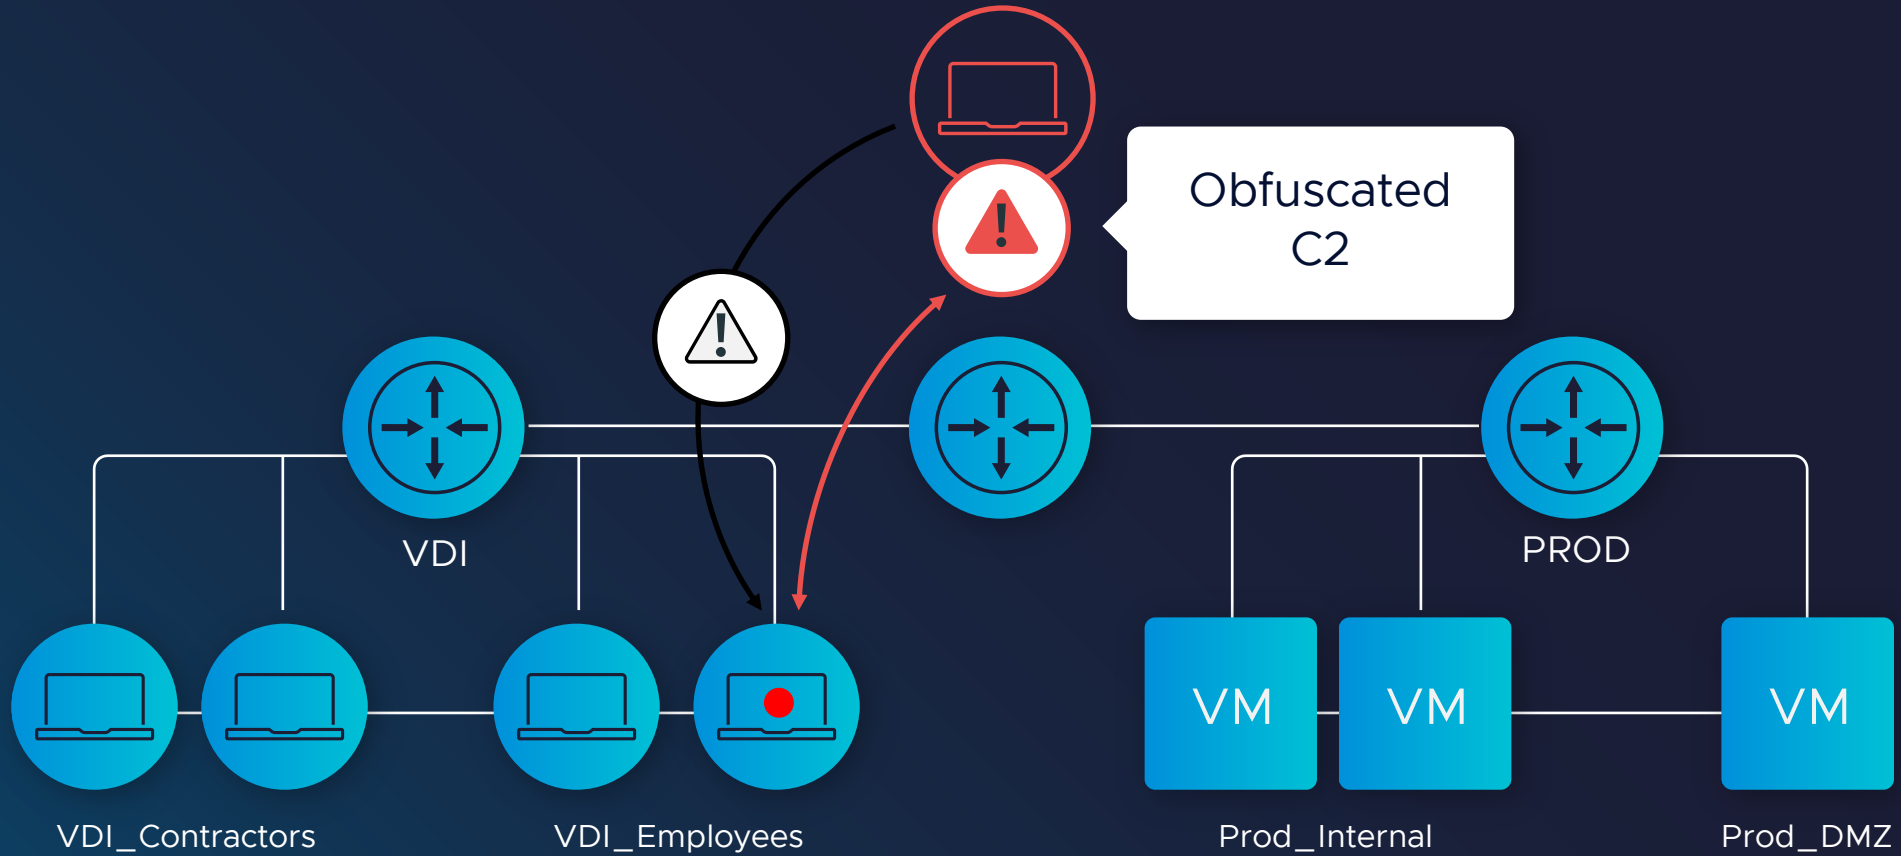 Obfuscated
C2
VDI
PROD
VM
VM
VM
VDI_Contractors
VDI_Employees
Prod_Internal
Prod_DMZ